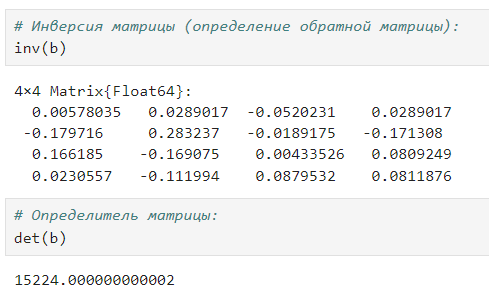 # Инверсия матрицы (определение обратной матрицы):
inv(b)
4×4 Matrix{Float64}:
  0.00578035   0.0289017  -0.0520231    0.0289017
 -0.179716     0.283237   -0.0189175   -0.171308
  0.166185    -0.169075    0.00433526   0.0809249
  0.0230557   -0.111994    0.0879532    0.0811876
# Определитель матрицы:
det(b)
15224.000000000002